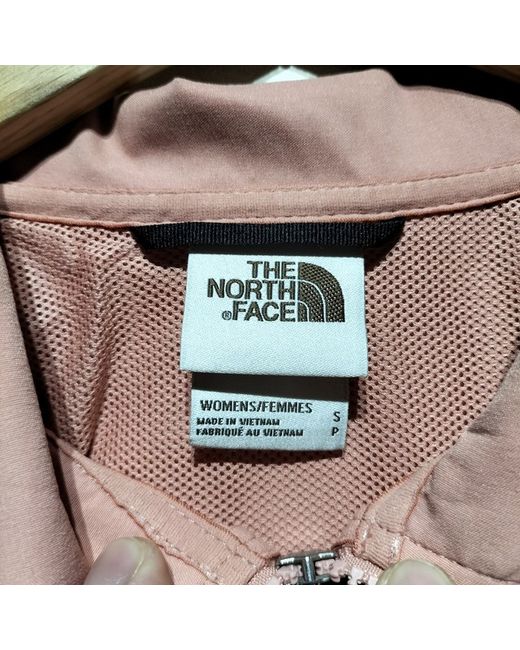 THE
NORTH
®FACE
WOMENS/FEMMES S
MADE IN VIETNAM
FABRIQUÉ AU VIETNAM P